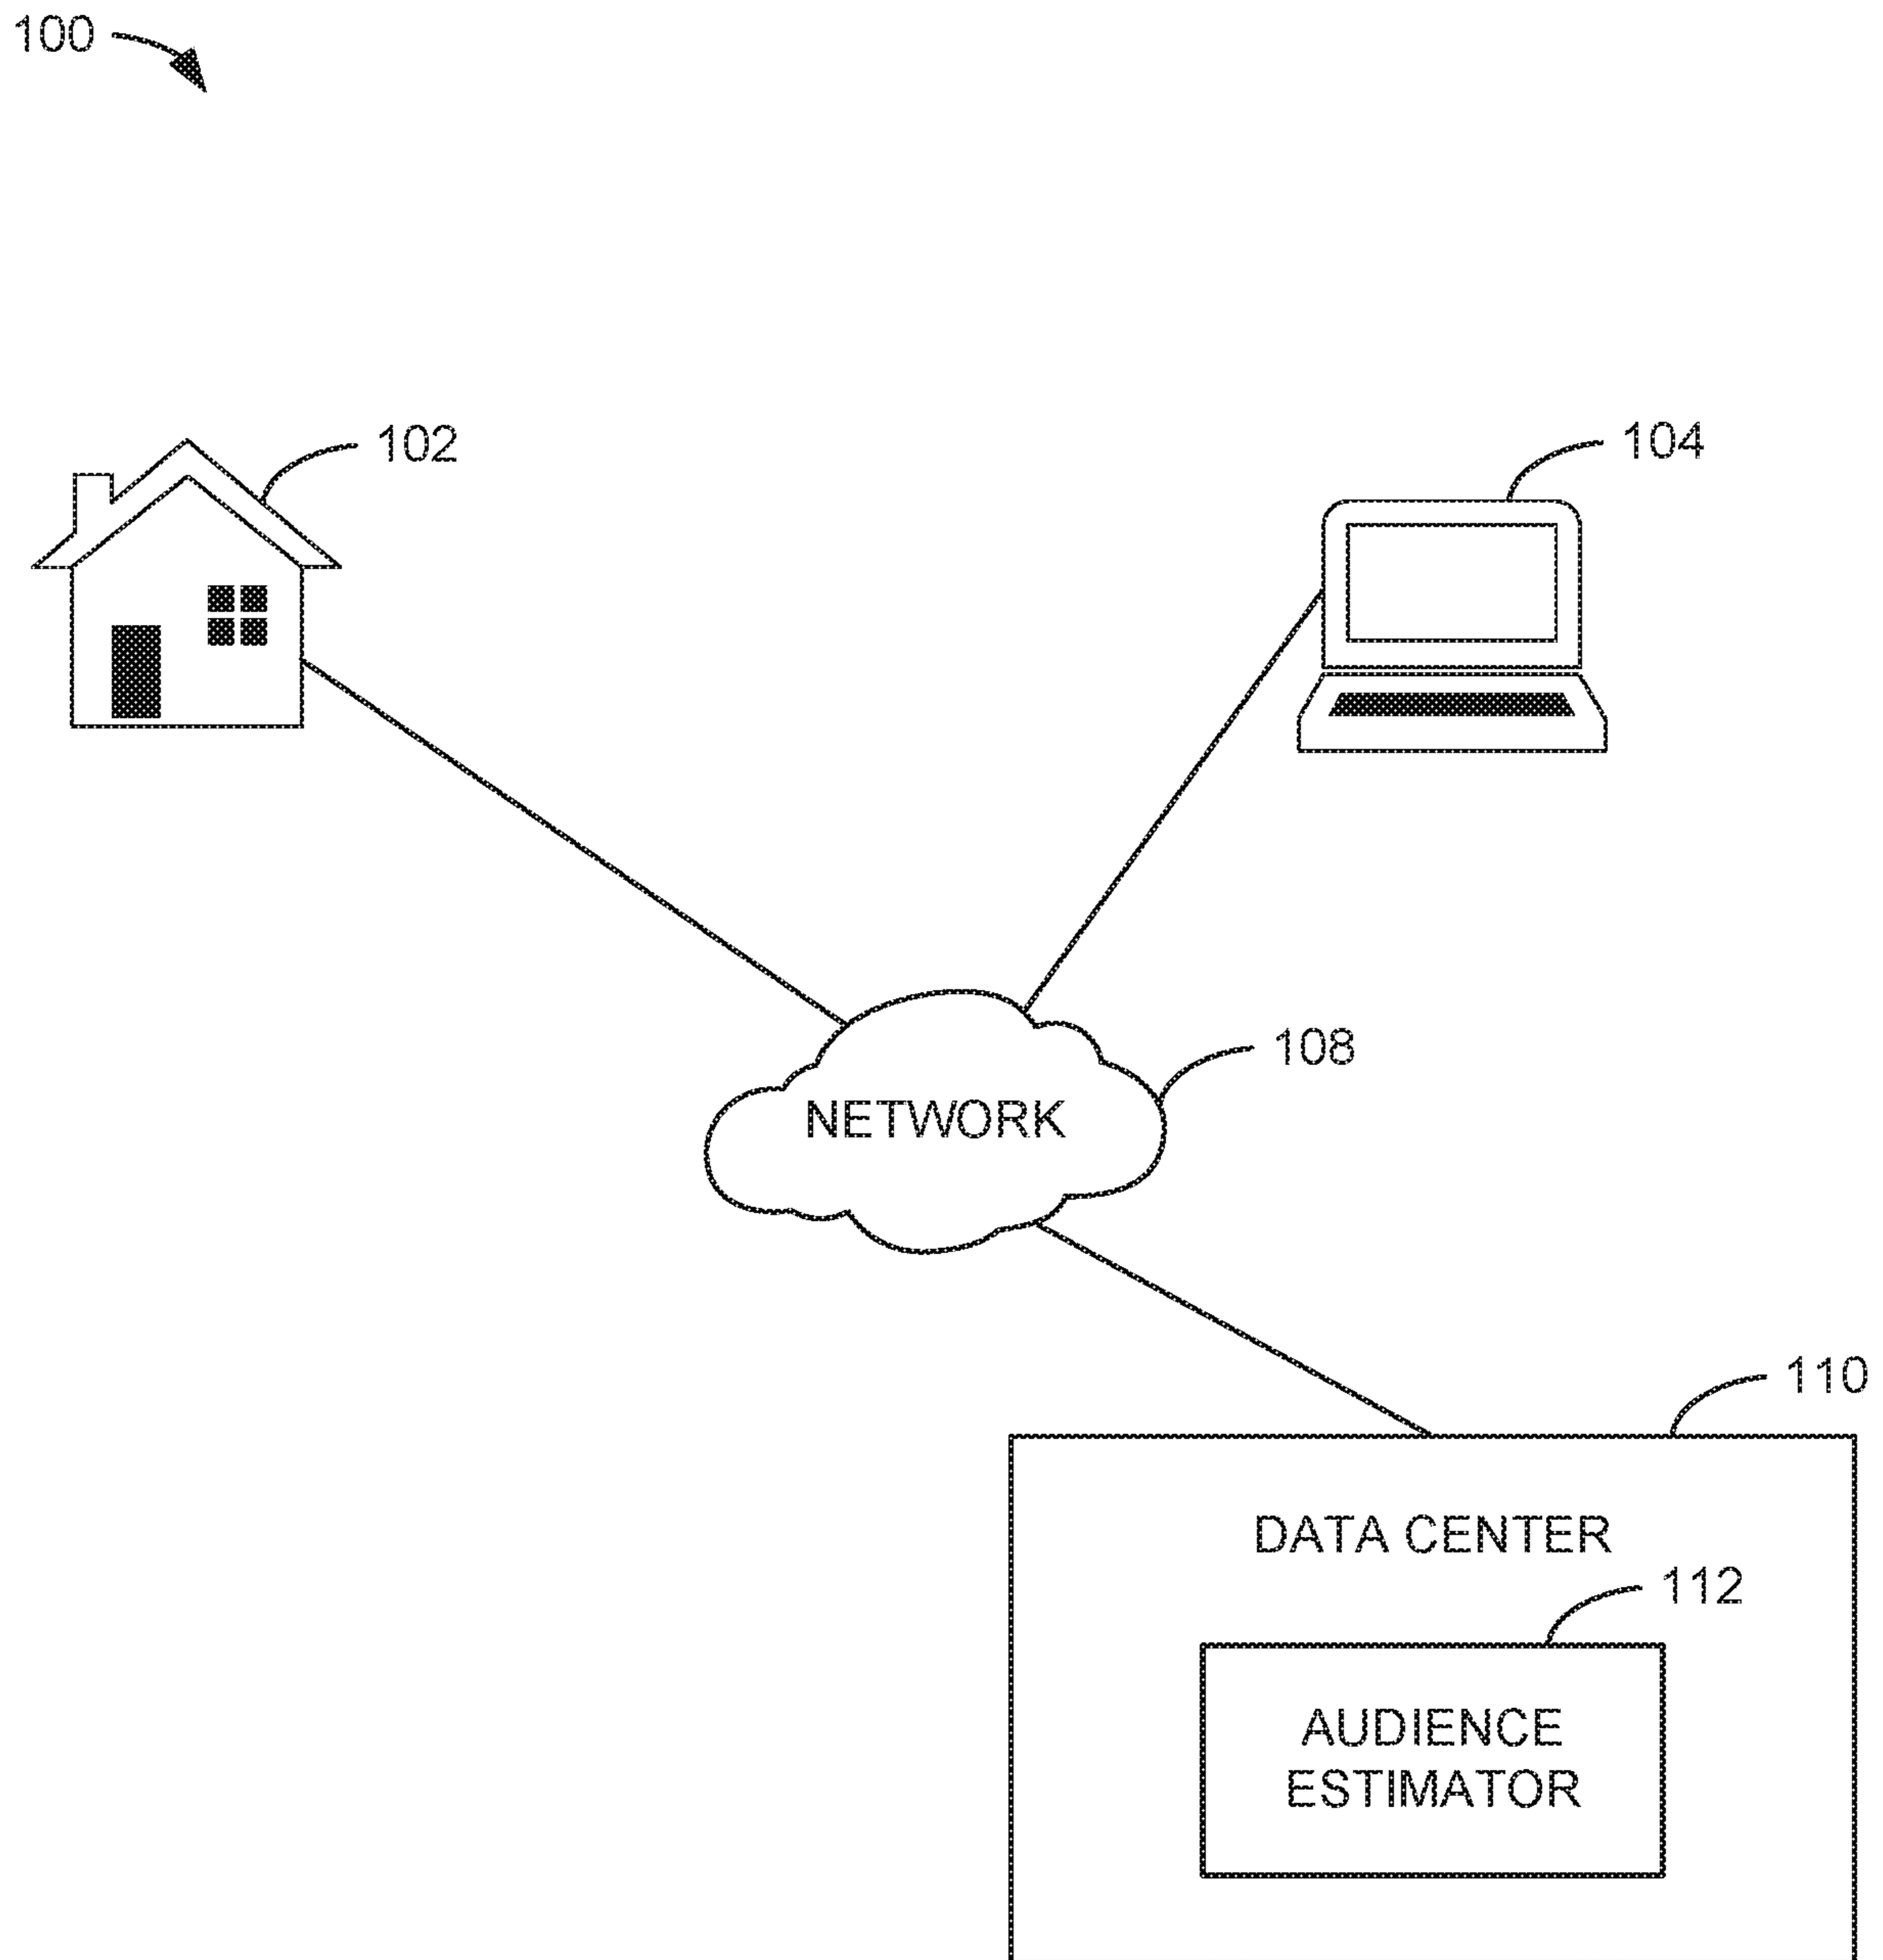 100
102
104
108
NETWORK
110
DATA CENTER
112
AUDIENCE
ESTIMATOR